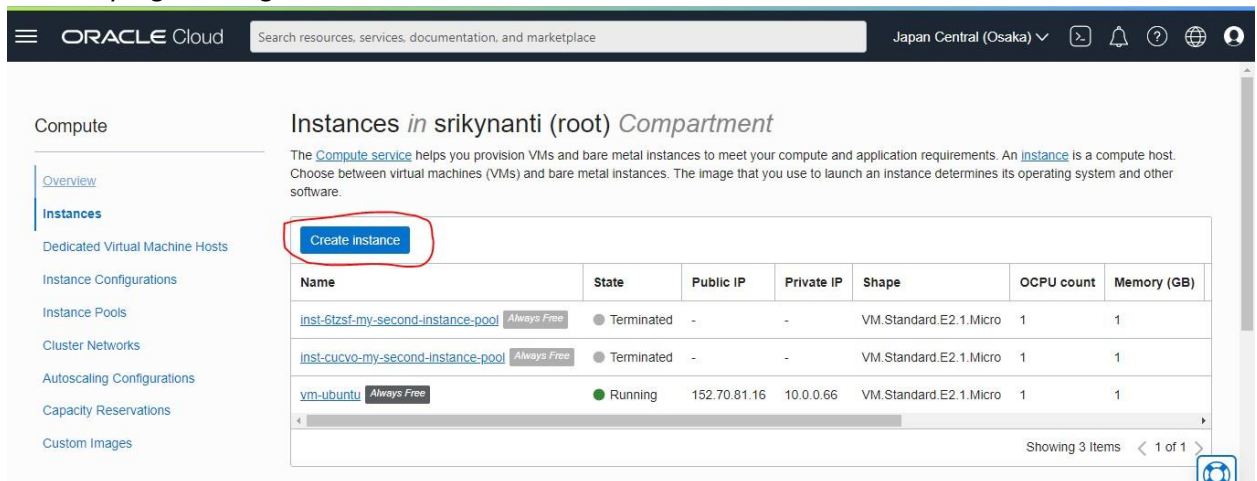 ORACLE Cloud
Search resources, services, documentation, and marketplace
Japan Central (Osaka)
Compute
Overview
Instances
Dedicated Virtual Machine Hosts
Instance Configurations
Instance Pools
Cluster Networks
Autoscaling Configurations
Capacity Reservations
Custom Images
Instances in srikynanti (root) Compartment
The Compute service helps you provision VMs and bare metal instances to meet your compute and application requirements. An instance is a compute host.
Choose between virtual machines (VMs) and bare metal instances. The image that you use to launch an instance determines its operating system and other
software.
Create instance
Name State Public IP Private IP Shape OCPU count Memory (GB)
inst-6tzsf-my-second-instance-pool Always Free Terminated - - VM.Standard.E2.1.Micro 1 1
inst-cucvo-my-second-instance-pool Always Free Terminated - - VM.Standard.E2.1.Micro 1 1
vm-ubuntu Always Free Running 152.70.81.16 10.0.0.66 VM.Standard.E2.1.Micro 1 1
Showing 3 Items < 1 of 1 >